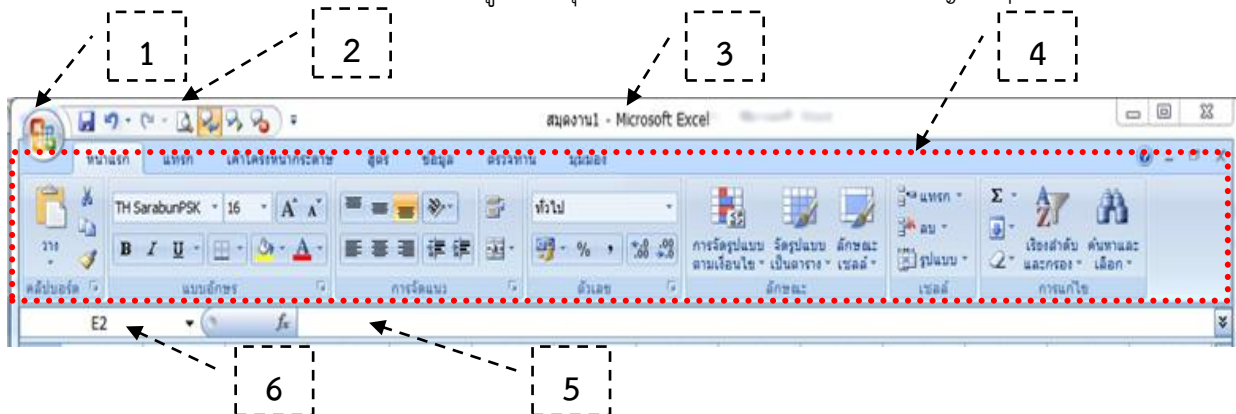 1
2
3
4
สมุดงาน1 - Microsoft Excel
หน้าแรก แทรก เค้าโครงหน้ากระดาษ สูตร ข้อมูล ตรวจทาน มุมมอง
TH SarabunPSK 16 A A ทั่วไป แทรก Σ
วาง B I U A % , การจัดรูปแบบ จัดรูปแบบ ลักษณะ ลบ เรียงลำดับ ค้นหาและ
ตามเงื่อนไข เป็นตาราง เซลล์ รูปแบบ และกรอง เลือก
คลิปบอร์ด แบบอักษร การจัดแนว ตัวเลข ลักษณะ เซลล์ การแก้ไข
E2 fx
6
5